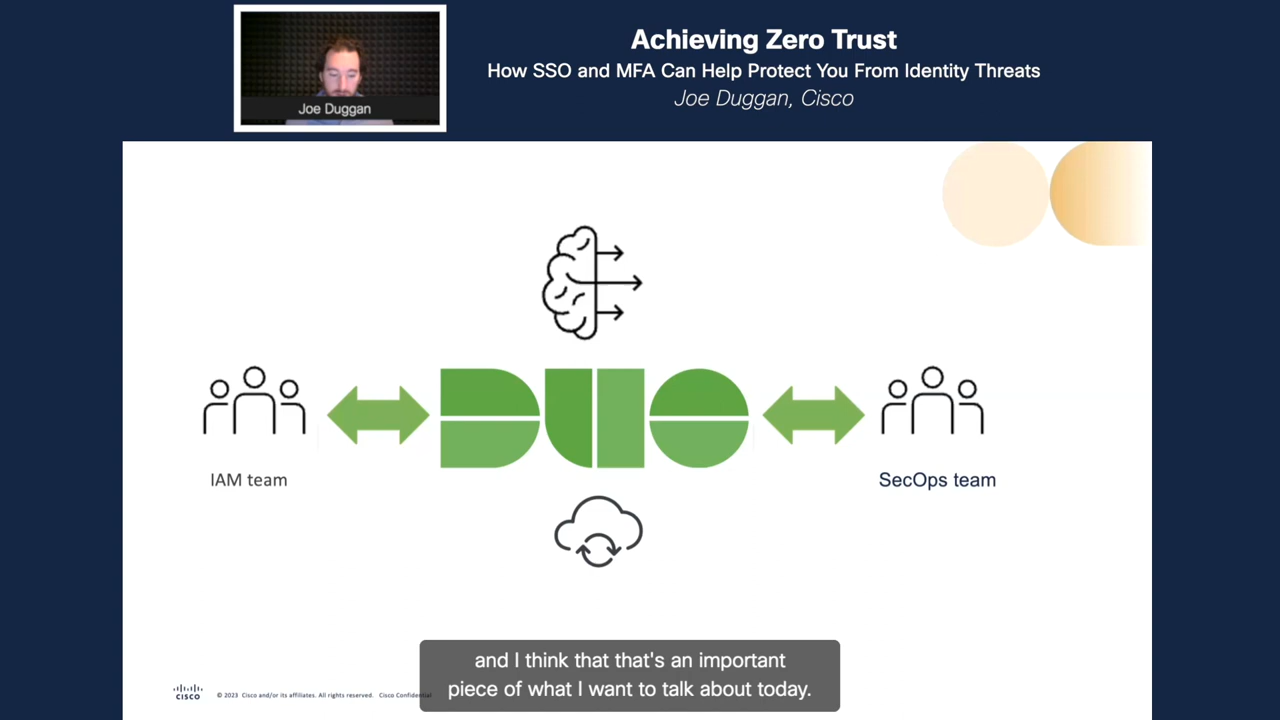 Joe Duggan
Achieving Zero Trust
How SSO and MFA Can Help Protect You From Identity Threats
Joe Duggan, Cisco
DUO
IAM team
SecOps team
and I think that that's an important
piece of what I want to talk about today.
CISCO
© 2023 Cisco and/or its affiliates. All rights reserved. Cisco Confidential